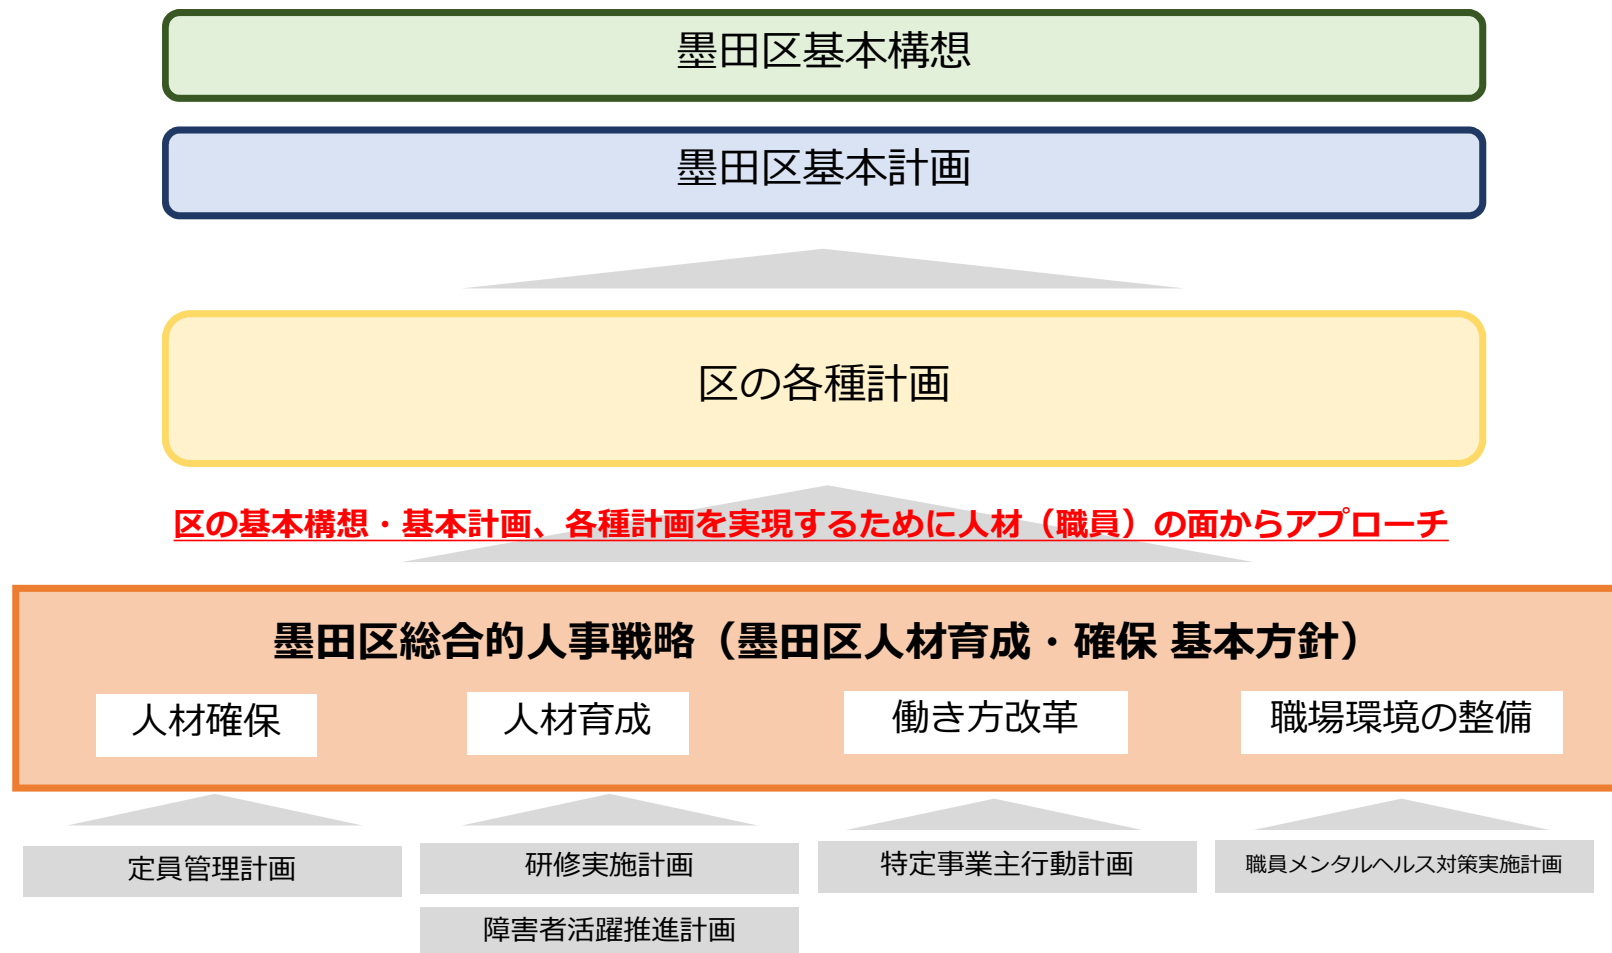 墨田区基本構想
墨田区基本計画
区の各種計画
区の基本構想・基本計画、各種計画を実現するために人材（職員）の面からアプローチ
墨田区総合的人事戦略（墨田区人材育成・確保 基本方針）
人材確保
人材育成
働き方改革
職場環境の整備
定員管理計画
研修実施計画
特定事業主行動計画
職員メンタルヘルス対策実施計画
障害者活躍推進計画